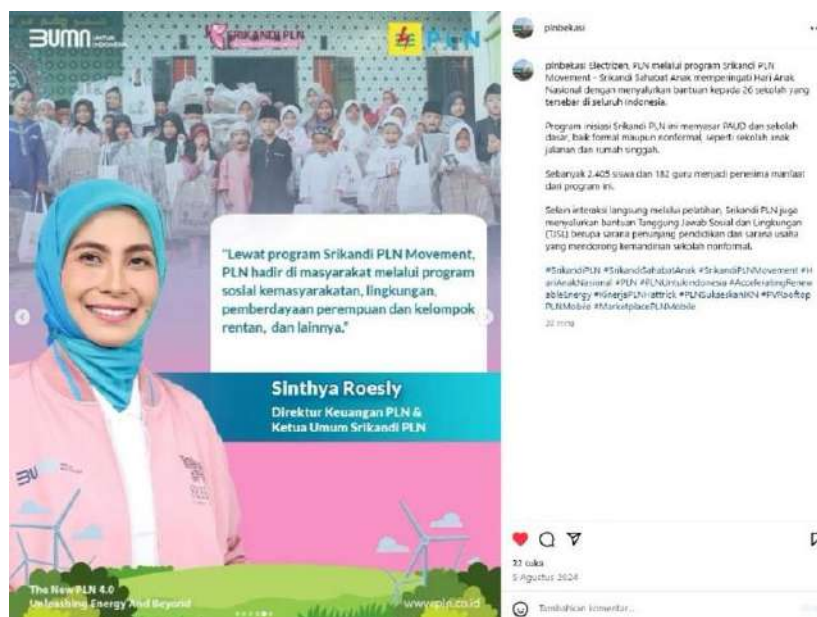 BUMN UNTUK INDONESIA
SRIKANDI PLN
PLN
"Lewat program Srikandi PLN Movement,
PLN hadir di masyarakat melalui program
sosial kemasyarakatan, lingkungan,
pemberdayaan perempuan dan kelompok
rentan, dan lainnya."
Sinthya Roesly
Direktur Keuangan PLN &
Ketua Umum Srikandi PLN
BUMN
The New PLN 4.0
Unleashing Energy And Beyond
www.pln.co.id
plnbekasi
plnbekasi Electrizen, PLN melalui program Srikandi PLN
Movement - Srikandi Sahabat Anak memperingati Hari Anak
Nasional dengan menyalurkan bantuan kepada 26 sekolah yang
tersebar di seluruh Indonesia.
Program inisiasi Srikandi PLN ini menyasar PAUD dan sekolah
dasar, baik formal maupun nonformal, seperti sekolah anak
jalanan dan rumah singgah.
Sebanyak 2.405 siswa dan 182 guru menjadi penerima manfaat
dari program ini.
Selain interaksi langsung melalui pelatihan, Srikandi PLN juga
menyalurkan bantuan Tanggung Jawab Sosial dan Lingkungan
(TJSL) berupa sarana penunjang pendidikan dan sarana usaha
yang mendorong kemandirian sekolah nonformal.
#SrikandiPLN #SrikandiSahabatAnak #SrikandiPLNMovement #H
ariAnakNasional #PLN #PLNUntukIndonesia #AcceleratingRenew
ableEnergy #KinerjaPLNHattrick #PLNSukseskanIKN #PVRooftop
PLNMobile #MarketplacePLNMobile
22 suka
5 Agustus 2024
Tambahkan komentar...